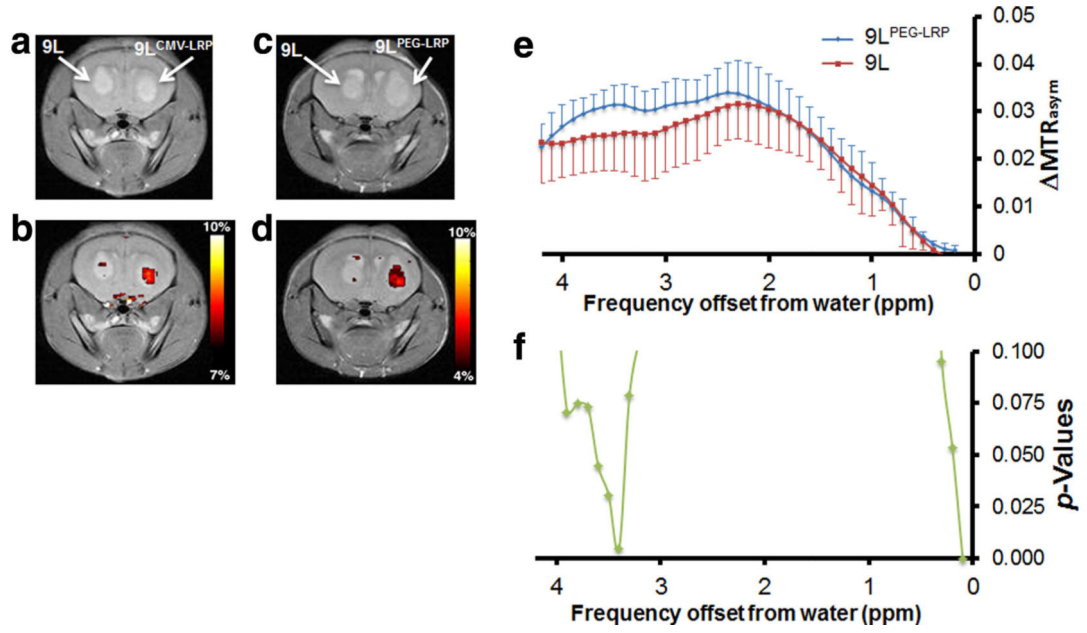 a
9L
9L CMV-LRP
c
9L
9L PEG-LRP
b
10%
7%
d
10%
4%
e
9L PEG-LRP
9L
0.05
0.04
0.03
0.02
0.01
0
ΔMTRasym
4
3
2
1
0
Frequency offset from water (ppm)
f
0.100
0.075
0.050
0.025
0.000
p-Values
4
3
2
1
0
Frequency offset from water (ppm)